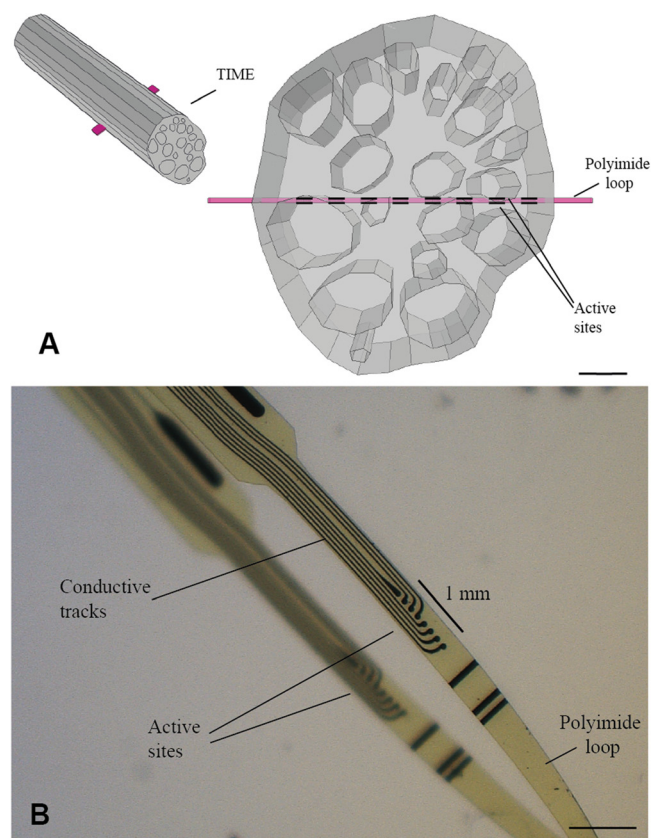 TIME
Polyimide
loop
Active
sites
A
Conductive
tracks
1 mm
Active
sites
Polyimide
loop
B